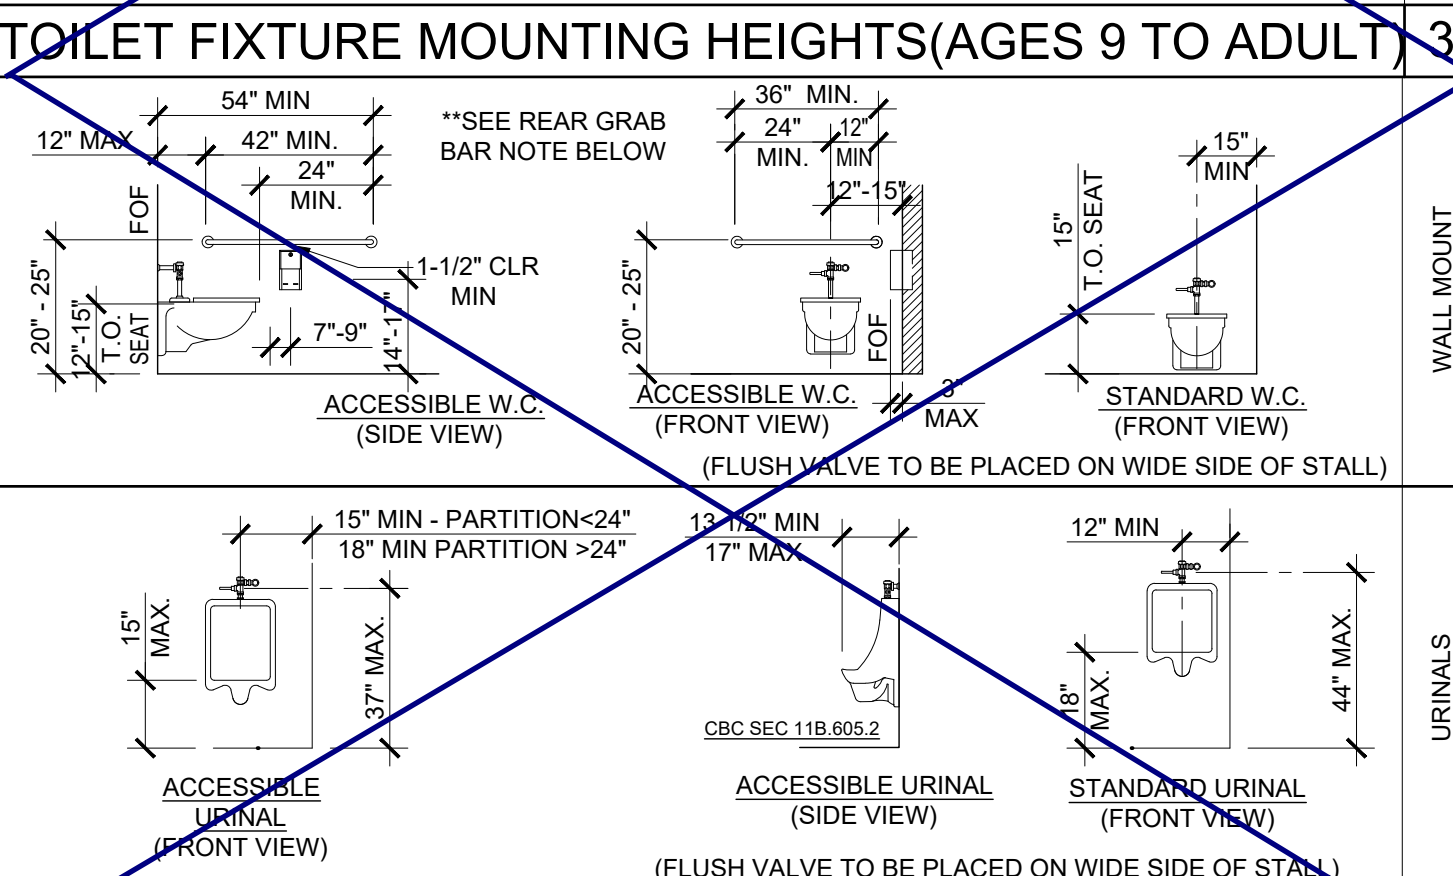 TOILET FIXTURE MOUNTING HEIGHTS(AGES 9 TO ADULT) 3
54" MIN
12" MAX
42" MIN.
24"
MIN.
**SEE REAR GRAB
BAR NOTE BELOW
FOF
20" - 25"
12"-15"
T.O.
SEAT
7"-9"
14"-17"
1-1/2" CLR
MIN
ACCESSIBLE W.C.
(SIDE VIEW)
36" MIN.
24"
MIN.
12"
MIN
12"-15"
20" - 25"
FOF
3"
MAX
ACCESSIBLE W.C.
(FRONT VIEW)
15"
MIN
15"
T.O. SEAT
STANDARD W.C.
(FRONT VIEW)
(FLUSH VALVE TO BE PLACED ON WIDE SIDE OF STALL)
WALL MOUNT
15" MIN - PARTITION<24"
18" MIN PARTITION >24"
15"
MAX.
37" MAX.
ACCESSIBLE
URINAL
(FRONT VIEW)
13 1/2" MIN
17" MAX
CBC SEC 11B.605.2
ACCESSIBLE URINAL
(SIDE VIEW)
12" MIN
18"
MAX.
44" MAX.
STANDARD URINAL
(FRONT VIEW)
(FLUSH VALVE TO BE PLACED ON WIDE SIDE OF STALL)
URINALS